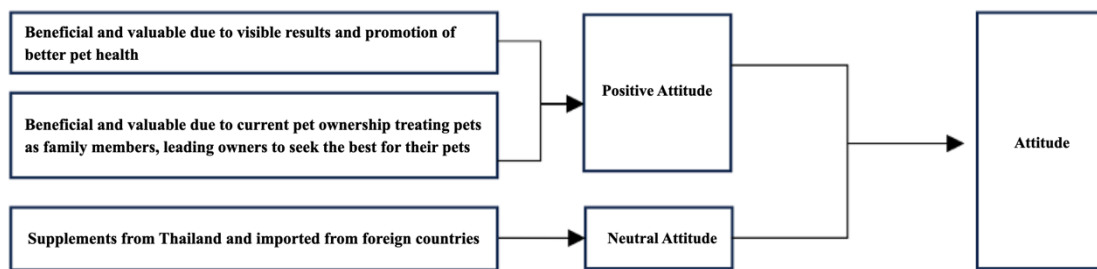 Beneficial and valuable due to visible results and promotion of
better pet health
Positive Attitude
Beneficial and valuable due to current pet ownership treating pets
as family members, leading owners to seek the best for their pets
Attitude
Supplements from Thailand and imported from foreign countries
Neutral Attitude